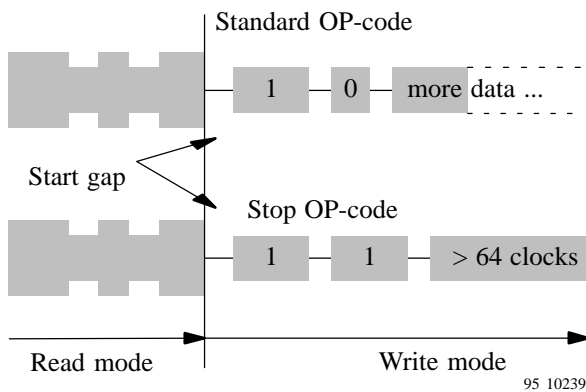 Standard OP-code
1 0 more data ...
Start gap
Stop OP-code
1 1 > 64 clocks
Read mode Write mode
95 10239